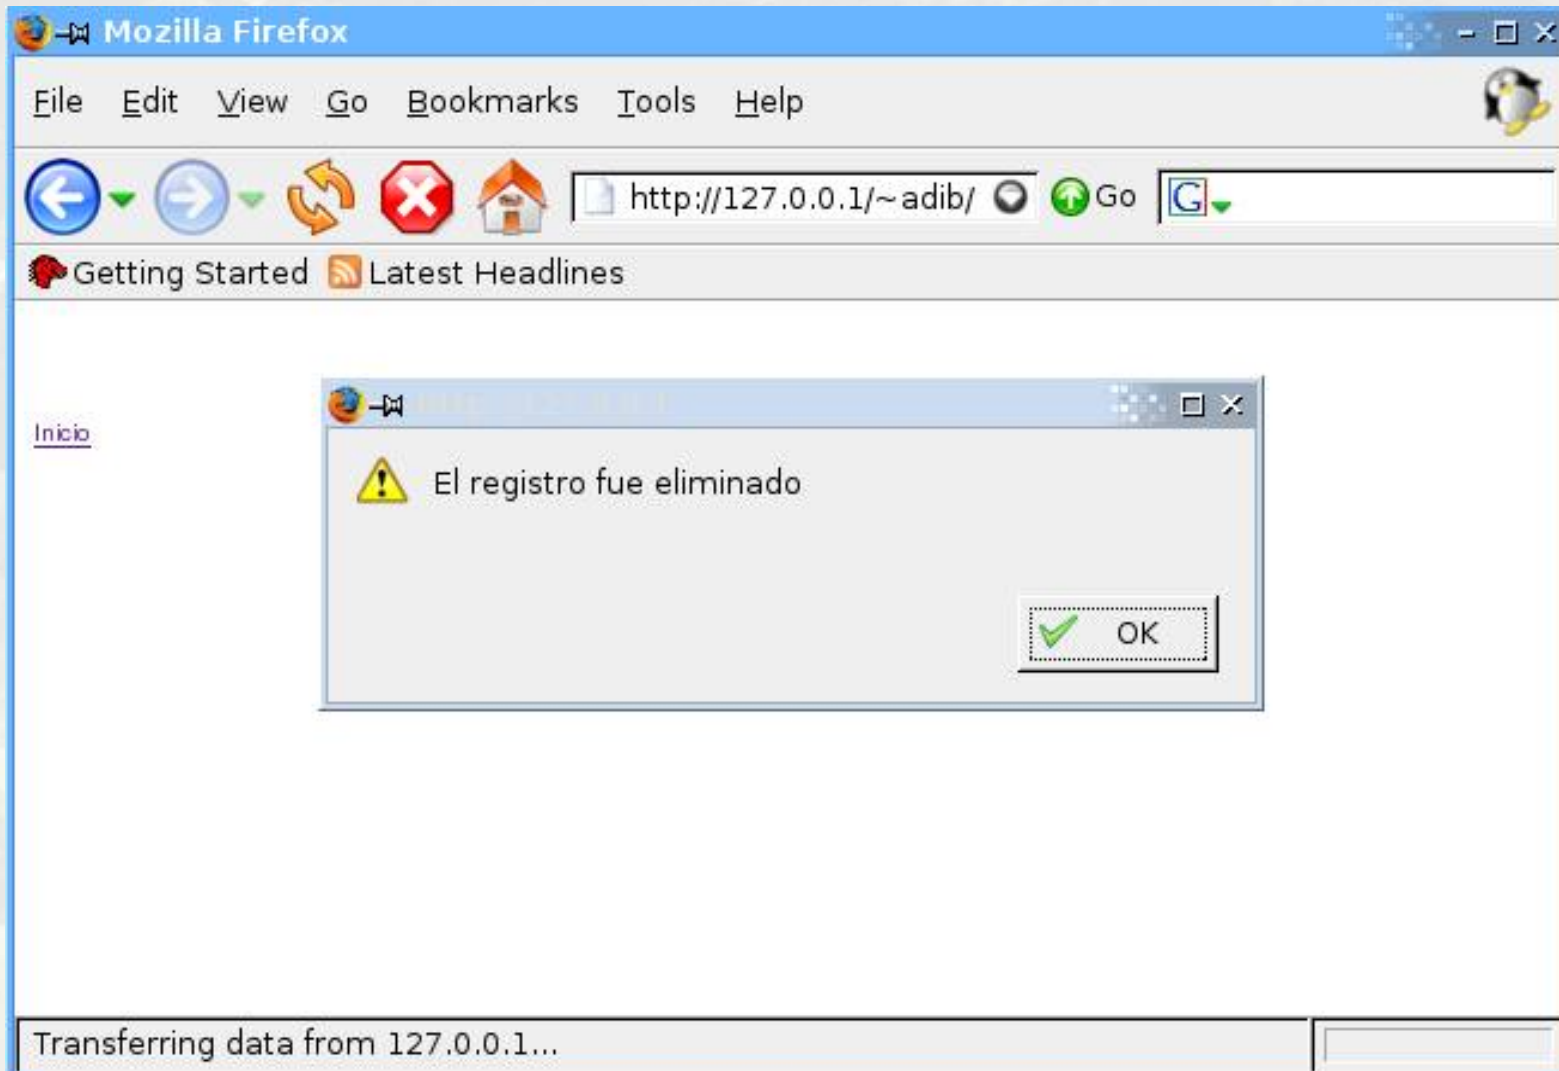 Mozilla Firefox
File Edit View Go Bookmarks Tools Help
http://127.0.0.1/~adib/ Go G
Getting Started Latest Headlines
Inicio
El registro fue eliminado
OK
Transferring data from 127.0.0.1...